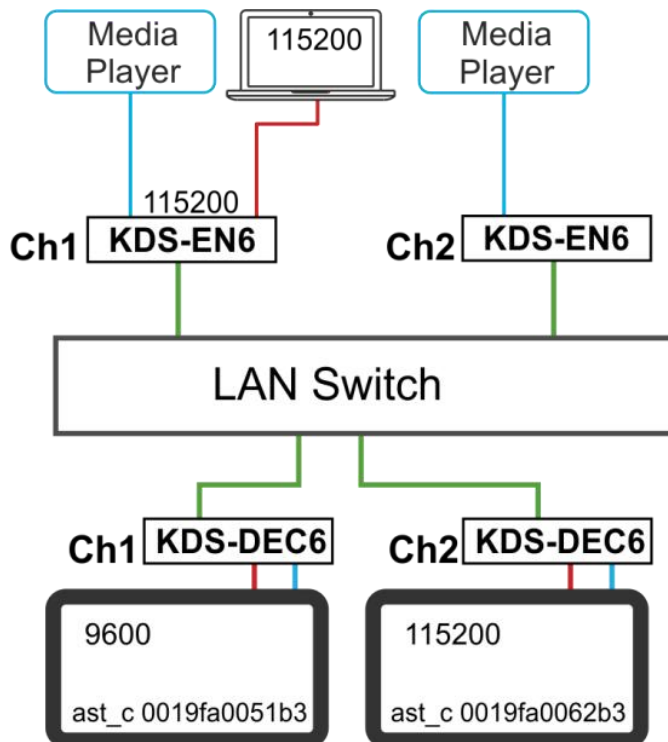 Media
Player
115200
Media
Player
115200
Ch1 KDS-EN6
Ch2 KDS-EN6
LAN Switch
Ch1 KDS-DEC6
Ch2 KDS-DEC6
9600
ast_c 0019fa0051b3
115200
ast_c 0019fa0062b3